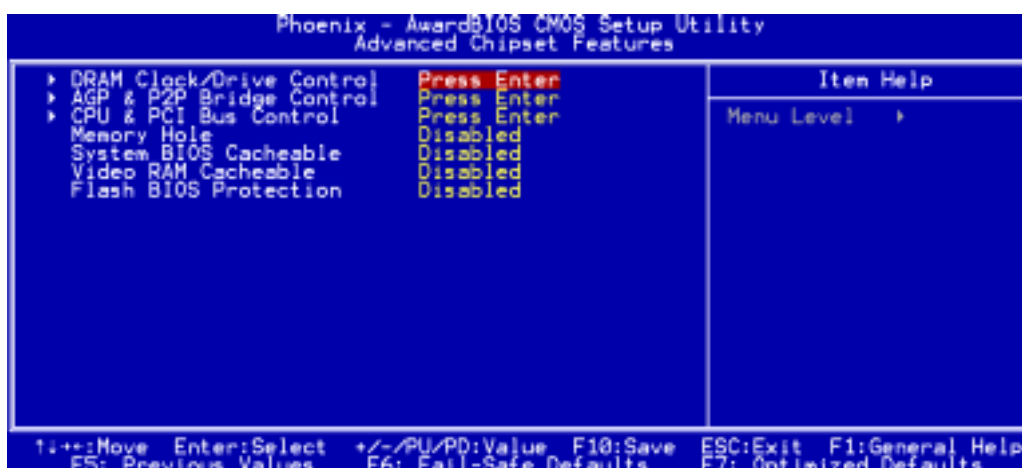 Phoenix - AwardBIOS CMOS Setup Utility
Advanced Chipset Features
DRAM Clock/Drive Control Press Enter
AGP & P2P Bridge Control Press Enter
CPU & PCI Bus Control Press Enter
Memory Hole Disabled
System BIOS Cacheable Disabled
Video RAM Cacheable Disabled
Flash BIOS Protection Disabled
Item Help
Menu Level
↑↓→←:Move Enter:Select +/-/PU/PD:Value F10:Save ESC:Exit F1:General Help
F5: Previous Values F6: Fail-Safe Defaults F7: Optimized Defaults